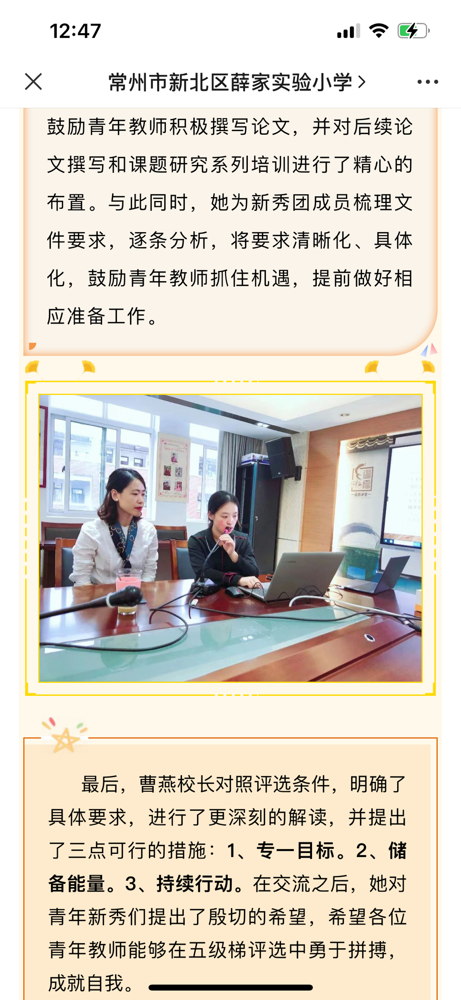 12:47
常州市新北区薛家实验小学
鼓励青年教师积极撰写论文，并对后续论
文撰写和课题研究系列培训进行了精心的
布置。与此同时，她为新秀团成员梳理文
件要求，逐条分析，将要求清晰化、具体
化，鼓励青年教师抓住机遇，提前做好相
应准备工作。
道德讲堂
最后，曹燕校长对照评选条件，明确了
具体要求，进行了更深刻的解读，并提出
了三点可行的措施：1、专一目标。2、储
备能量。3、持续行动。在交流之后，她对
青年新秀们提出了殷切的希望，希望各位
青年教师能够在五级梯评选中勇于拼搏，
成就自我。